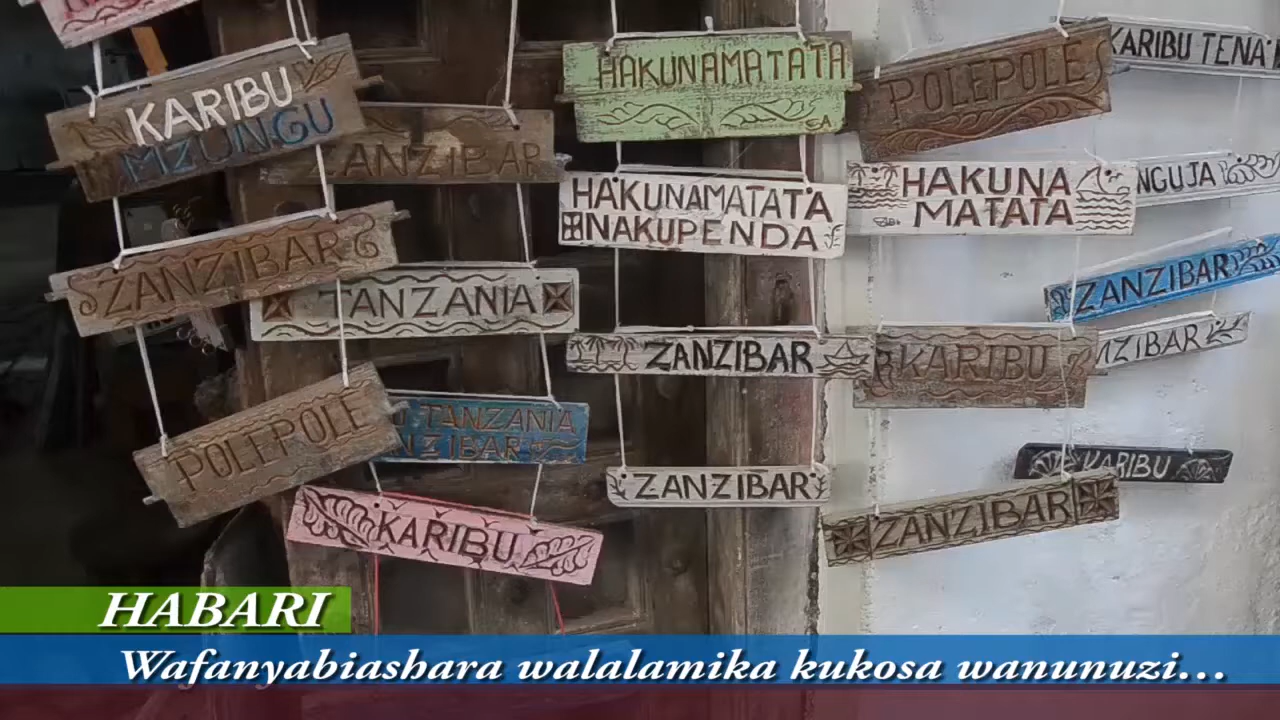 KARIBU
MZUNGU
ZANZIBAR
ZANZIBAR
TANZANIA
POLEPOLE
TANZANIA
KARIBU
HAKUNAMATATA
HAKUNAMATATA
NAKUPENDA
ZANZIBAR
ZANZIBAR
POLEPOLE
HAKUNA
MATATA
KARIBU
ZANZIBAR
KARIBU TENA
NGUJA
ZANZIBAR
NZIBAR
KARIBU
HABARI
Wafanyabiashara walalamika kukosa wanunuzi...